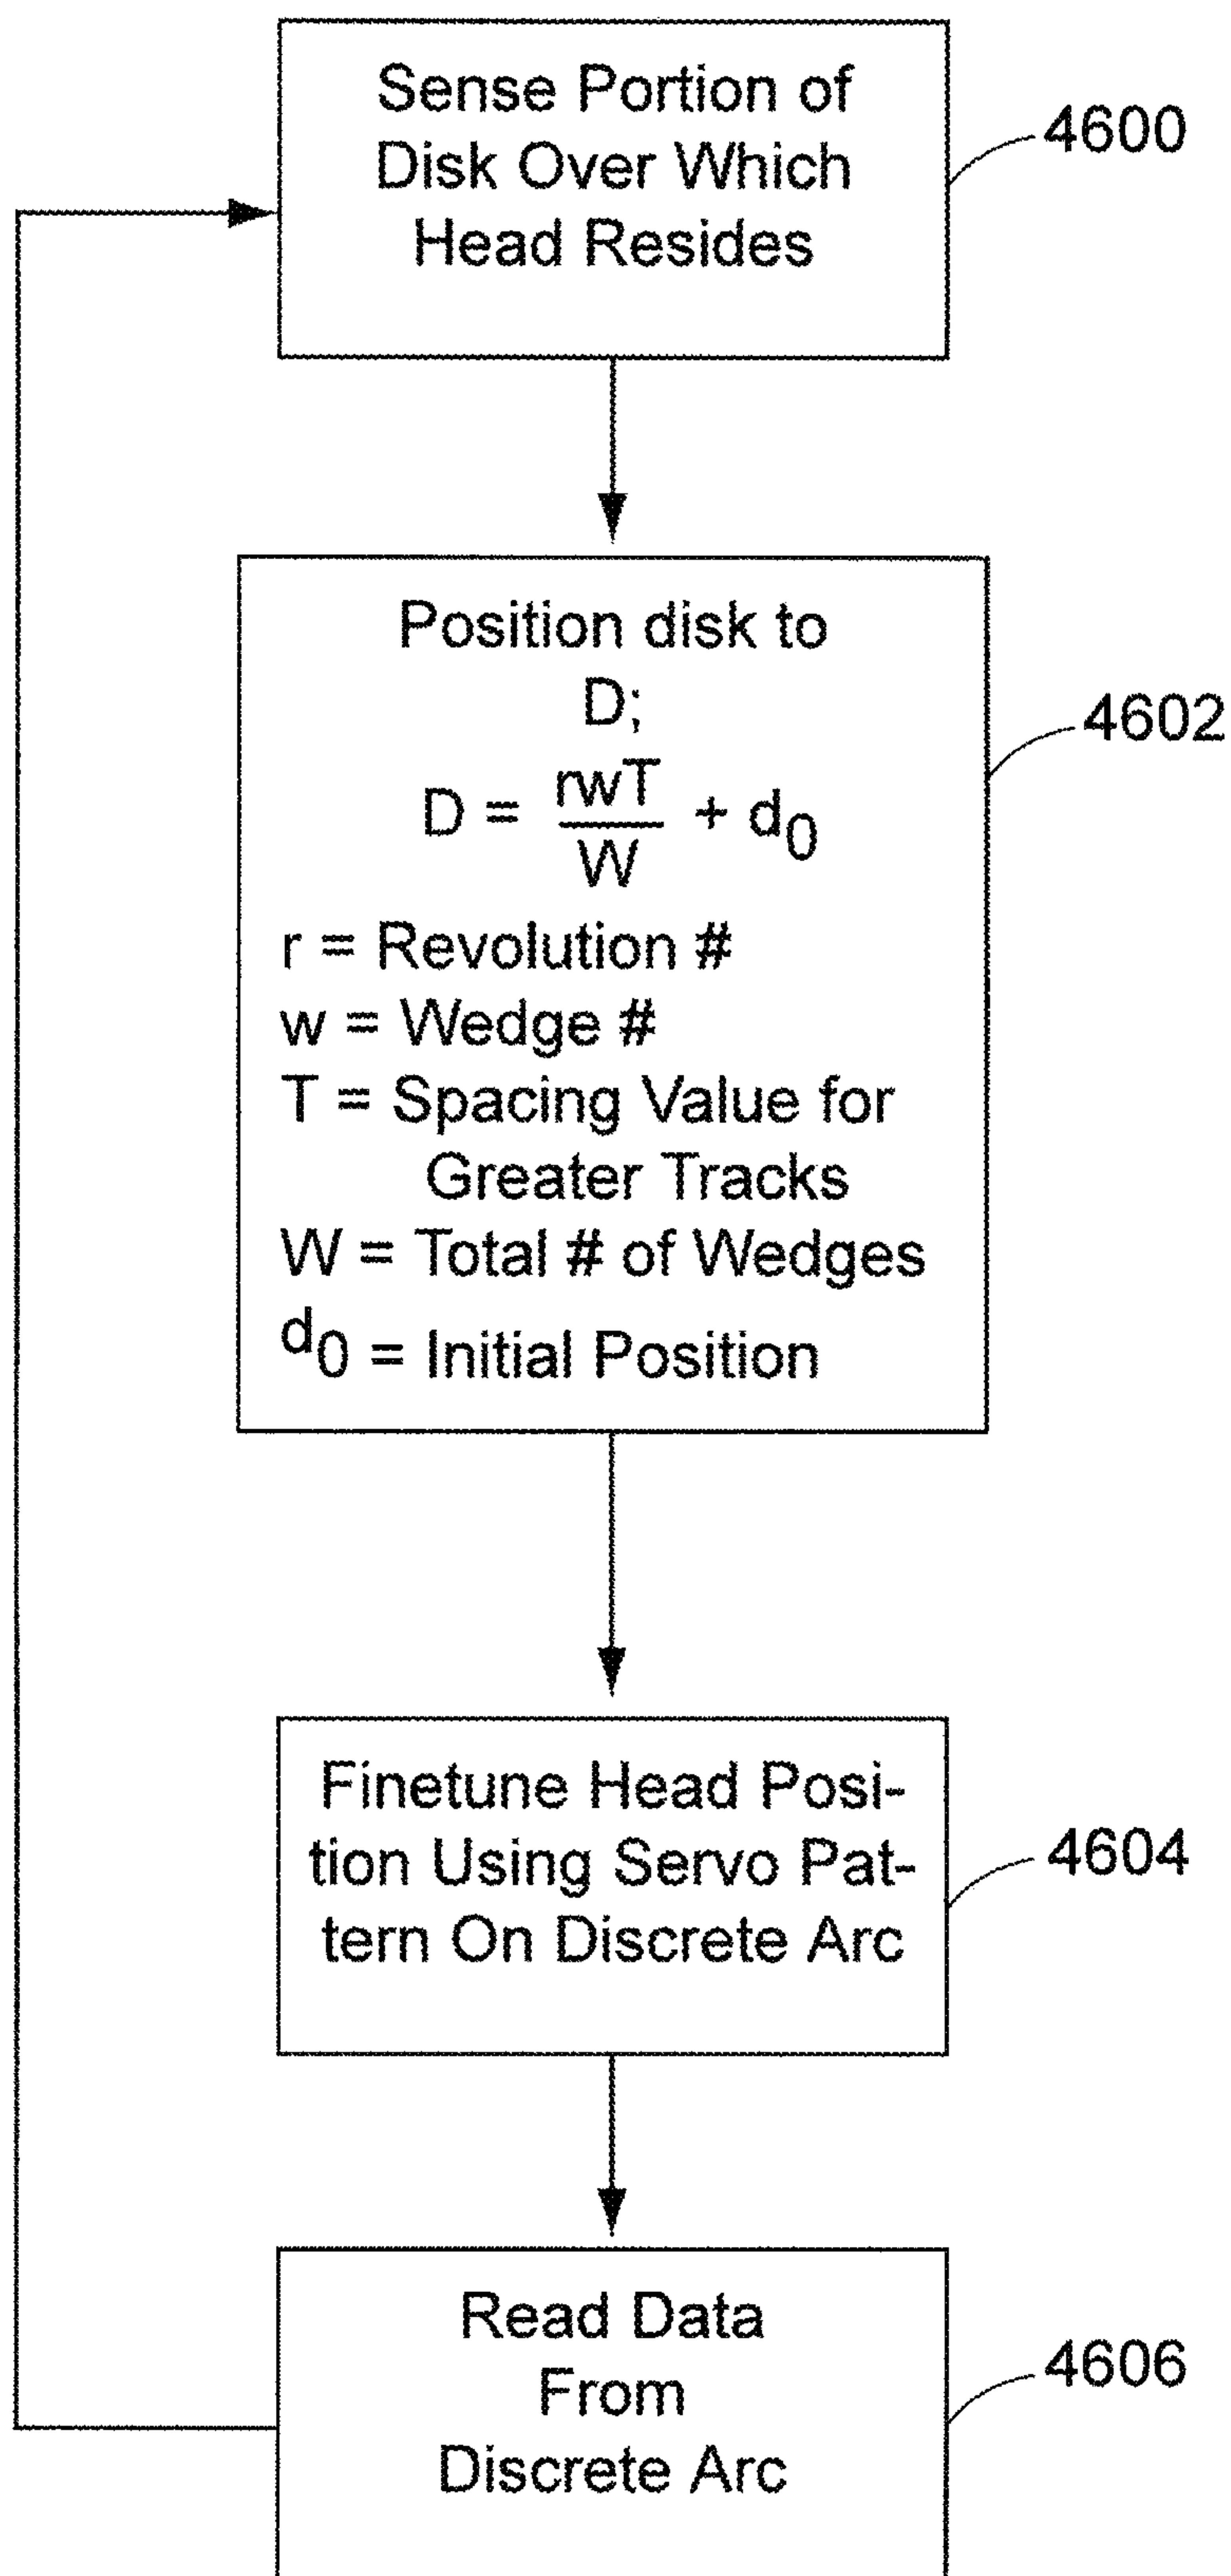 Sense Portion of
Disk Over Which
Head Resides
4600
Position disk to
D;
D = rwT/W + d₀
r = Revolution #
w = Wedge #
T = Spacing Value for
Greater Tracks
W = Total # of Wedges
d₀ = Initial Position
4602
Finetune Head Posi-
tion Using Servo Pat-
tern On Discrete Arc
4604
Read Data
From
Discrete Arc
4606